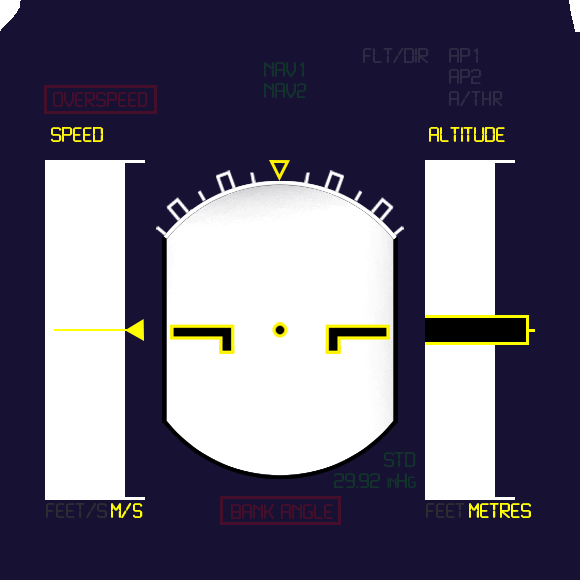 FLT/DIR AP1
NAV1 AP2
NAV2 A/THR
OVERSPEED
SPEED ALTITUDE
STD
29.92 inHg
FEET/S M/S BANK ANGLE FEET METRES